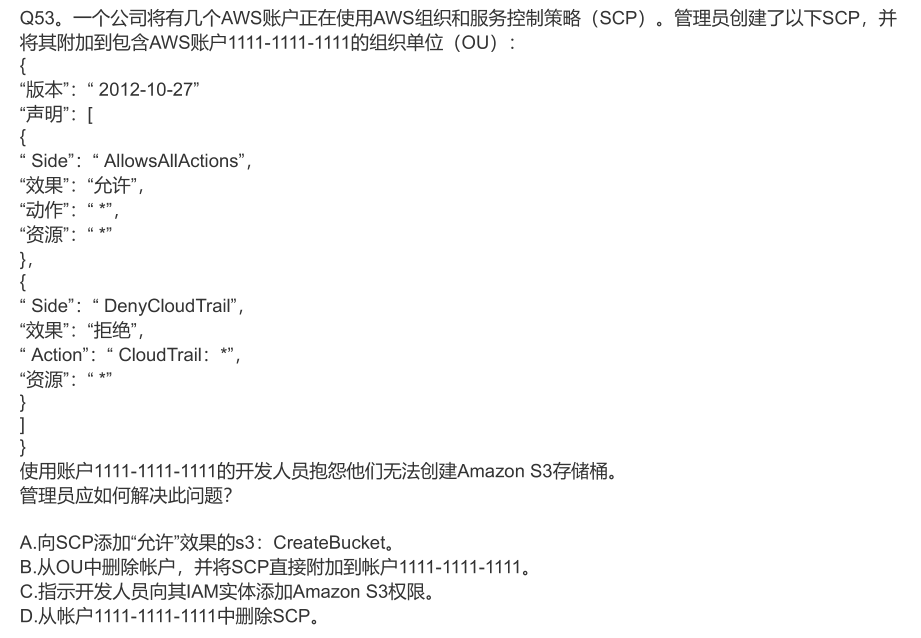 Q53。一个公司将有几个AWS账户正在使用AWS组织和服务控制策略（SCP）。管理员创建了以下SCP，并
将其附加到包含AWS账户1111-1111-1111的组织单位（OU）：
{
“版本”：“ 2012-10-27”
“声明”：[
{
“ Side”：“ AllowsAllActions”，
“效果”：“允许”，
“动作”：“ *”，
“资源”：“ *”
}，
{
“ Side”：“ DenyCloudTrail”，
“效果”：“拒绝”，
“ Action”：“ CloudTrail：*”，
“资源”：“ *”
}
]
}
使用账户1111-1111-1111的开发人员抱怨他们无法创建Amazon S3存储桶。
管理员应如何解决此问题？
A.向SCP添加“允许”效果的s3：CreateBucket。
B.从OU中删除帐户，并将SCP直接附加到帐户1111-1111-1111。
C.指示开发人员向其IAM实体添加Amazon S3权限。
D.从帐户1111-1111-1111中删除SCP。